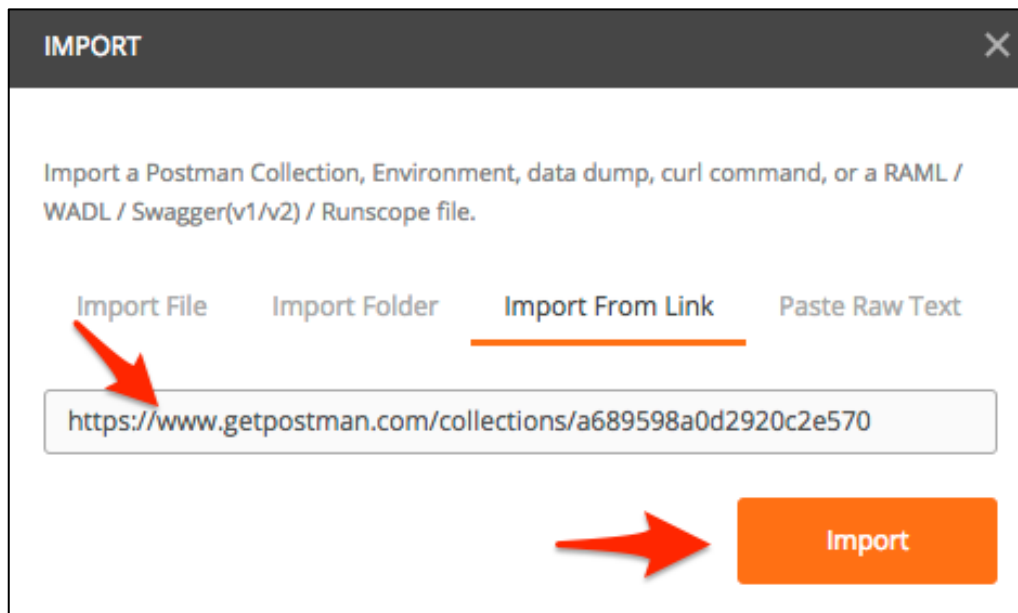 IMPORT
Import a Postman Collection, Environment, data dump, curl command, or a RAML /
WADL / Swagger(v1/v2) / Runscope file.
Import File Import Folder Import From Link Paste Raw Text
https://www.getpostman.com/collections/a689598a0d2920c2e570
Import